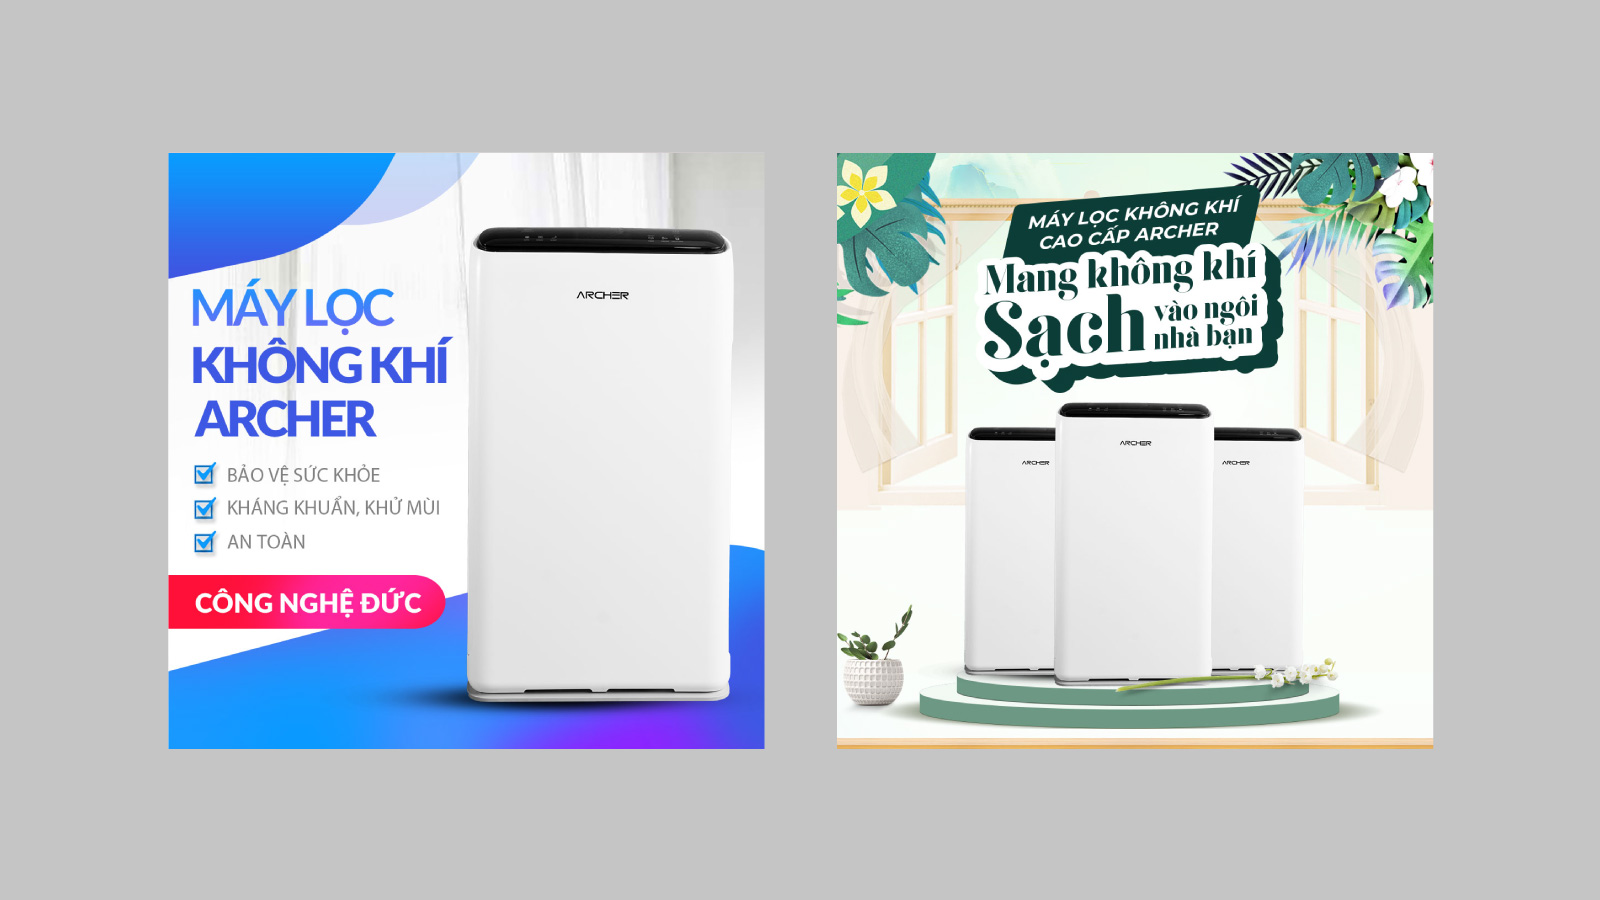 MÁY LỌC
KHÔNG KHÍ
ARCHER
BẢO VỆ SỨC KHỎE
KHÁNG KHUẨN, KHỬ MÙI
AN TOÀN
CÔNG NGHỆ ĐỨC
ARCHER
MÁY LỌC KHÔNG KHÍ
CAO CẤP ARCHER
Mang không khí
Sạch vào ngôi
nhà bạn
ARCHER
ARCHER
ARCHER